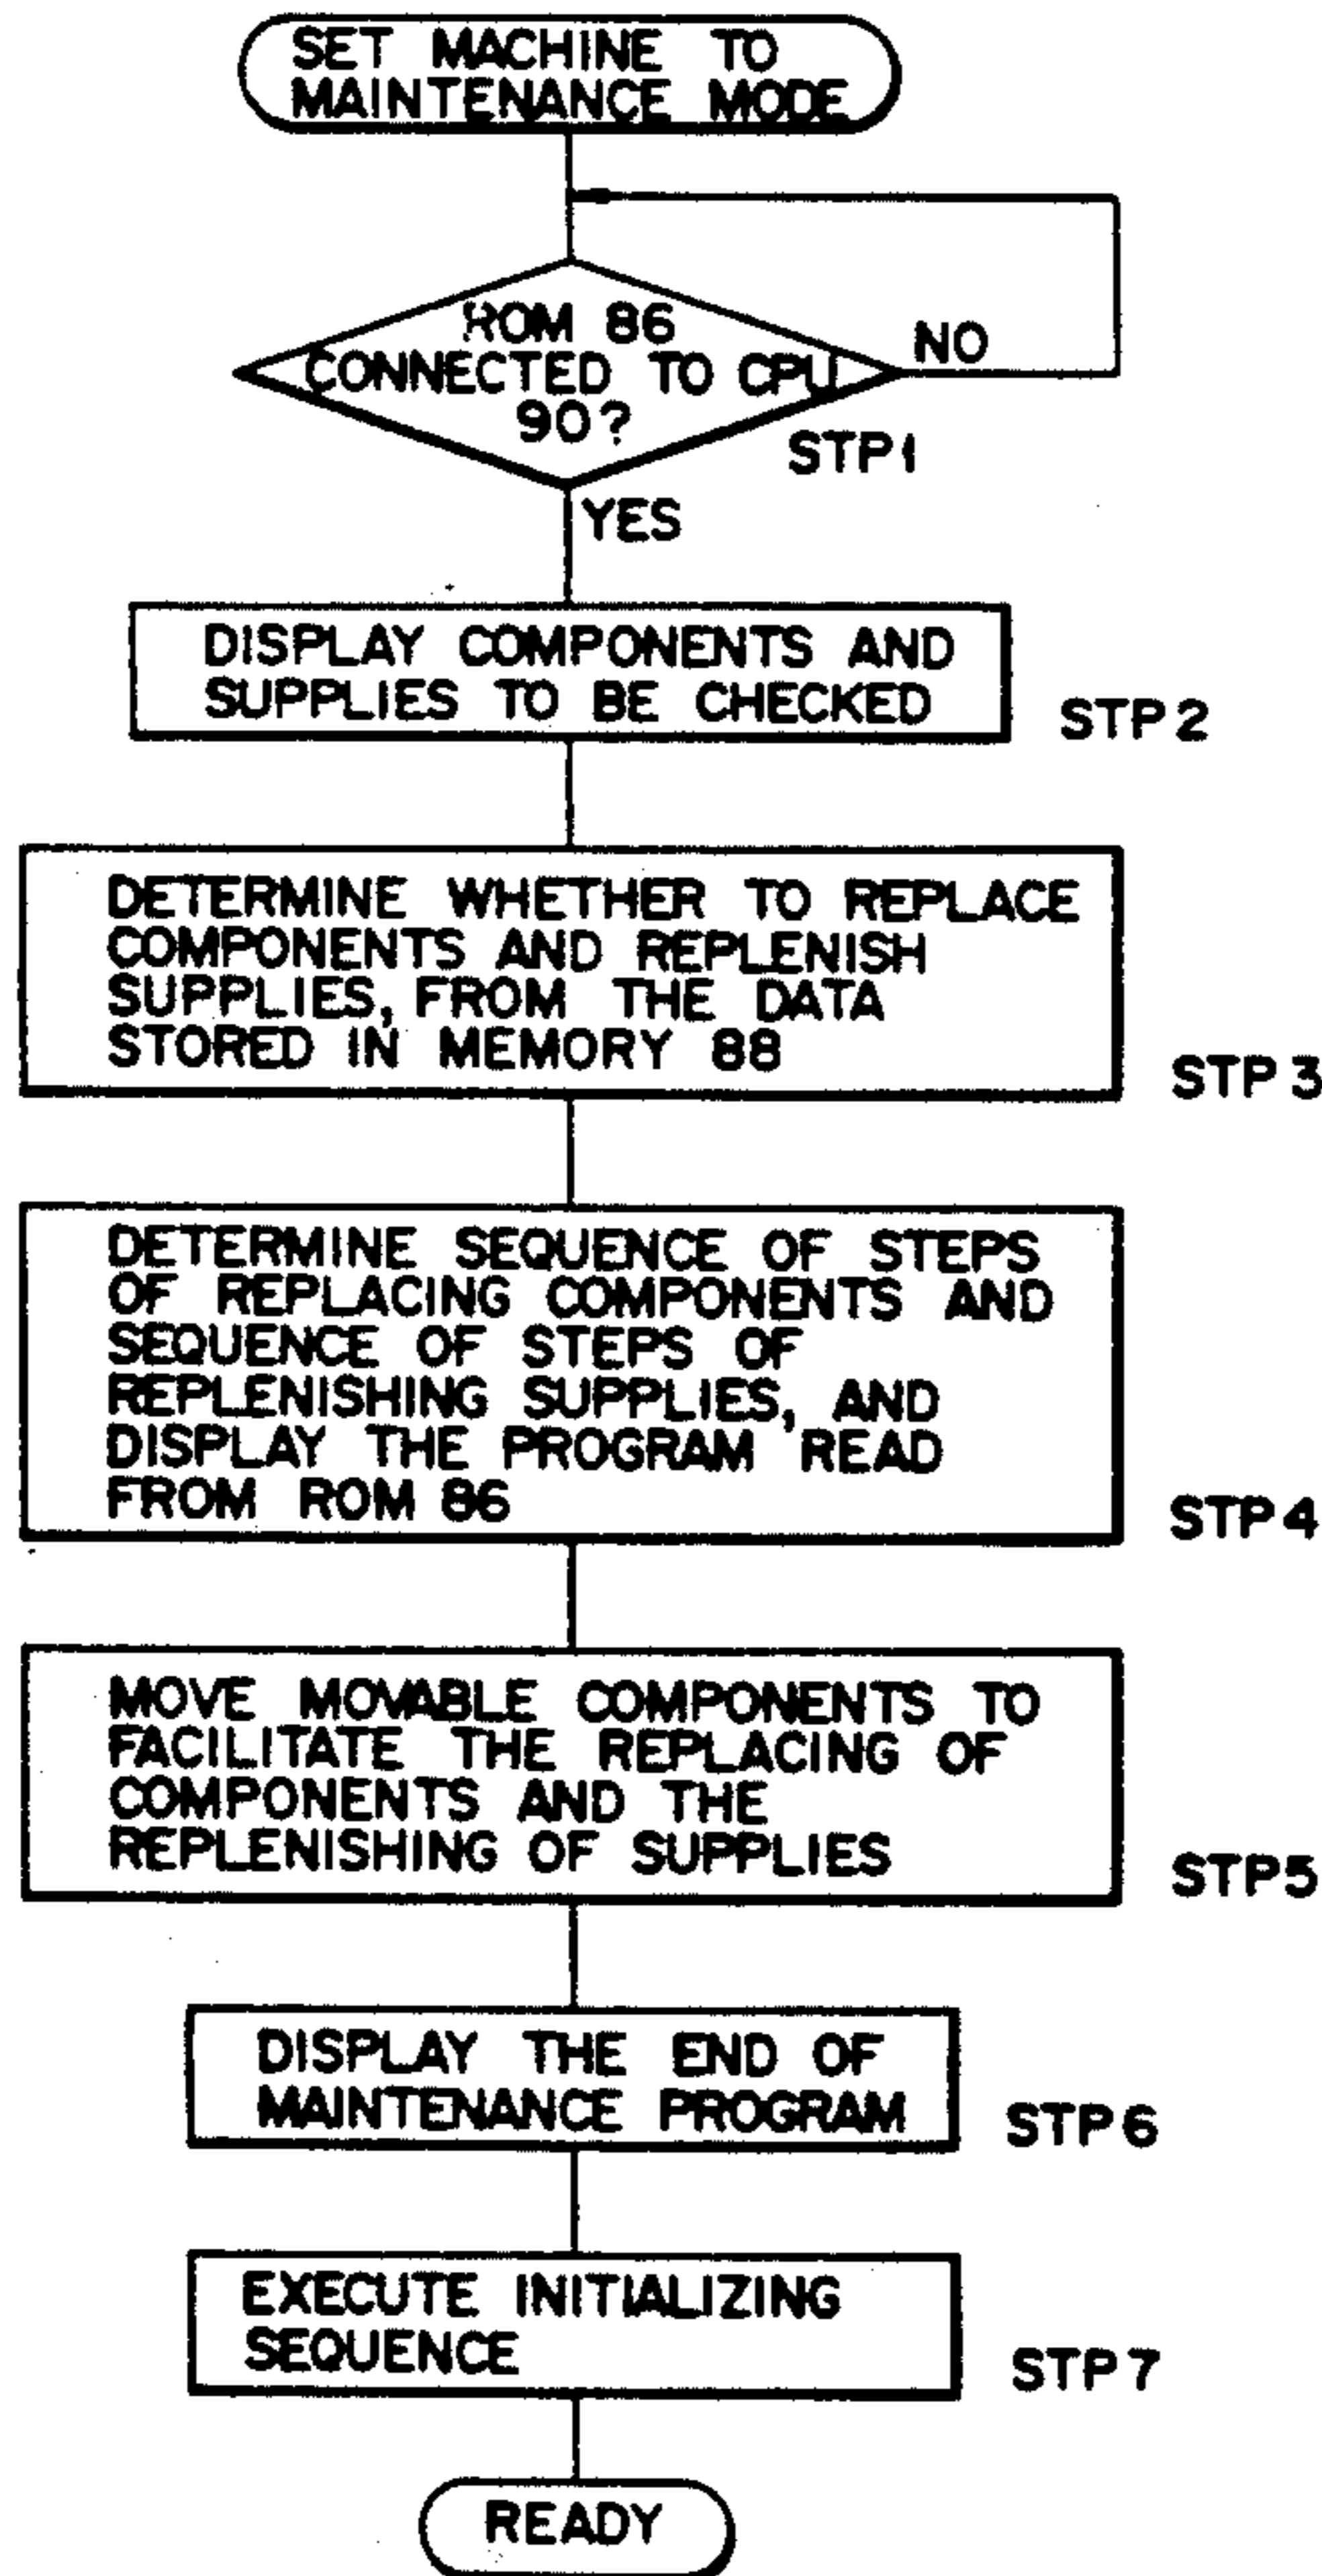 SET MACHINE TO
MAINTENANCE MODE
ROM 86
CONNECTED TO CPU
90?
NO
STP1
YES
DISPLAY COMPONENTS AND
SUPPLIES TO BE CHECKED
STP2
DETERMINE WHETHER TO REPLACE
COMPONENTS AND REPLENISH
SUPPLIES, FROM THE DATA
STORED IN MEMORY 88
STP3
DETERMINE SEQUENCE OF STEPS
OF REPLACING COMPONENTS AND
SEQUENCE OF STEPS OF
REPLENISHING SUPPLIES, AND
DISPLAY THE PROGRAM READ
FROM ROM 86
STP4
MOVE MOVABLE COMPONENTS TO
FACILITATE THE REPLACING OF
COMPONENTS AND THE
REPLENISHING OF SUPPLIES
STP5
DISPLAY THE END OF
MAINTENANCE PROGRAM
STP6
EXECUTE INITIALIZING
SEQUENCE
STP7
READY